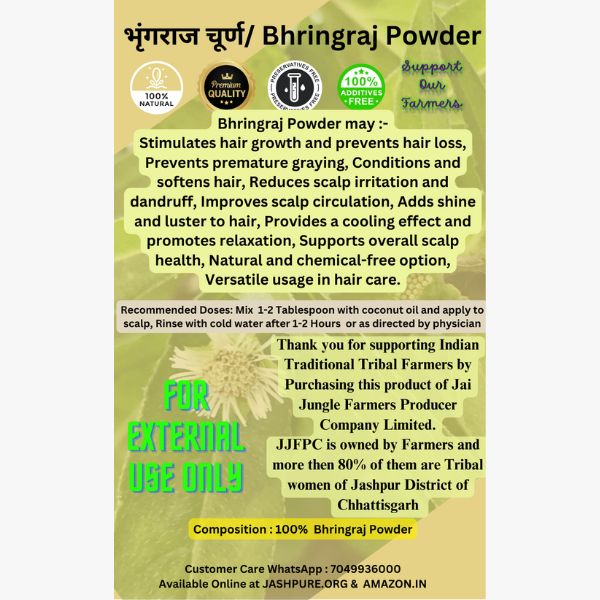 भृंगराज चूर्ण/ Bhringraj Powder
100%
NATURAL
Premium
QUALITY
PRESERVATIVES FREE
PRESERVATIVES FREE
100%
ADDITIVES
FREE
Support
Our
Farmers
Bhringraj Powder may :-
Stimulates hair growth and prevents hair loss,
Prevents premature graying, Conditions and
softens hair, Reduces scalp irritation and
dandruff, Improves scalp circulation, Adds shine
and luster to hair, Provides a cooling effect and
promotes relaxation, Supports overall scalp
health, Natural and chemical-free option,
Versatile usage in hair care.
Recommended Doses: Mix 1-2 Tablespoon with coconut oil and apply to
scalp, Rinse with cold water after 1-2 Hours or as directed by physician
FOR
EXTERNAL
USE ONLY
Thank you for supporting Indian
Traditional Tribal Farmers by
Purchasing this product of Jai
Jungle Farmers Producer
Company Limited.
JJFPC is owned by Farmers and
more then 80% of them are Tribal
women of Jashpur District of
Chhattisgarh
Composition : 100% Bhringraj Powder
Customer Care WhatsApp : 7049936000
Available Online at JASHPURE.ORG & AMAZON.IN